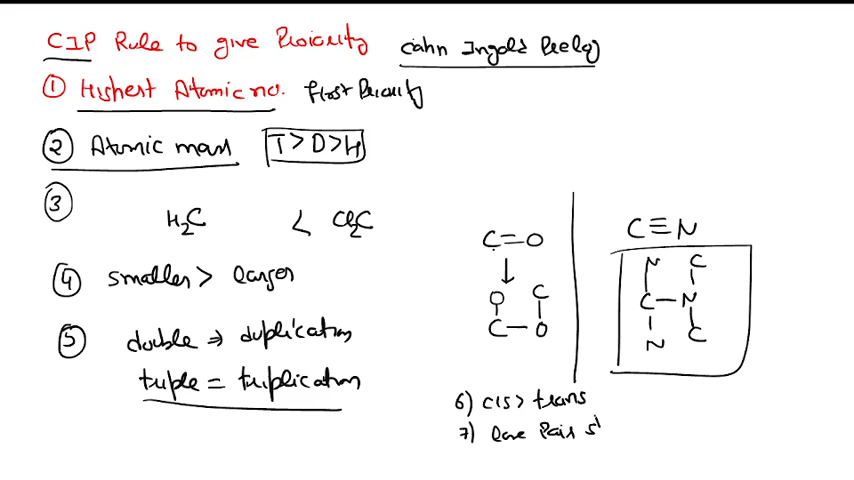 CIP Rule to give Priority Cahn Ingold Prelog
① Highest Atomic no. first Priority
② Atomic mass T > D > H
③ H₂C < Cl₂C
④ smaller > larger
⑤ double ⇒ duplication
triple = triplication
C=O
↓
O C
C—O
C≡N
N C
C—N
N C
6) cis > trans
7) lone Pair